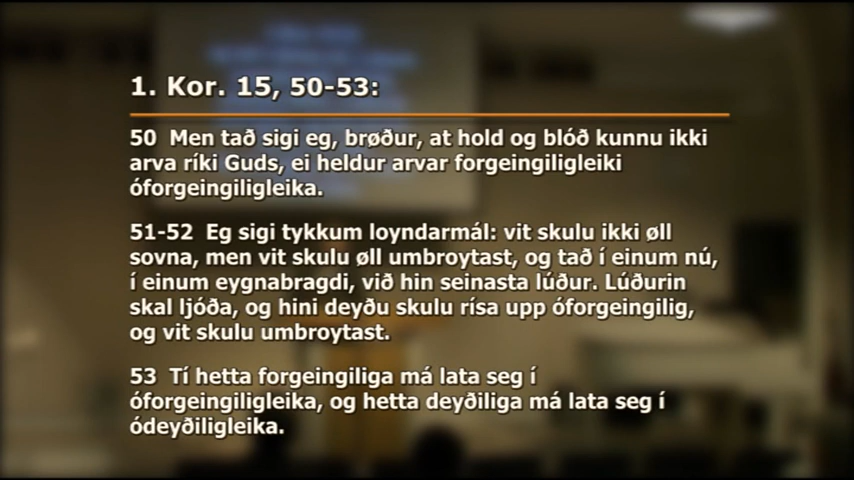 1. Kor. 15, 50-53:
50 Men tað sigi eg, brøður, at hold og blóð kunnu ikki
arva ríki Guds, ei heldur arvar forgeingiligleiki
óforgeingiligleika.
51-52 Eg sigi tykkum loyndarmál: vit skulu ikki øll
sovna, men vit skulu øll umbroytast, og tað í einum nú,
í einum eygnabragdi, við hin seinasta lúður. Lúðurin
skal ljóða, og hini deyðu skulu rísa upp óforgeingilig,
og vit skulu umbroytast.
53 Tí hetta forgeingiliga má lata seg í
óforgeingiligleika, og hetta deyðiliga má lata seg í
ódeyðiligleika.